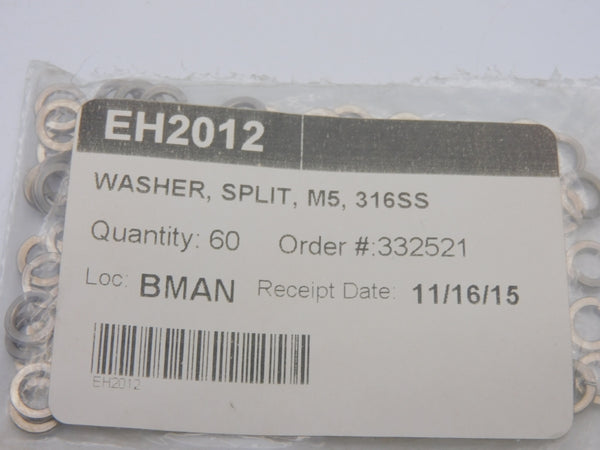 EH2012
WASHER, SPLIT, M5, 316SS
Quantity: 60 Order #:332521
Loc: BMAN Receipt Date: 11/16/15
EH2012